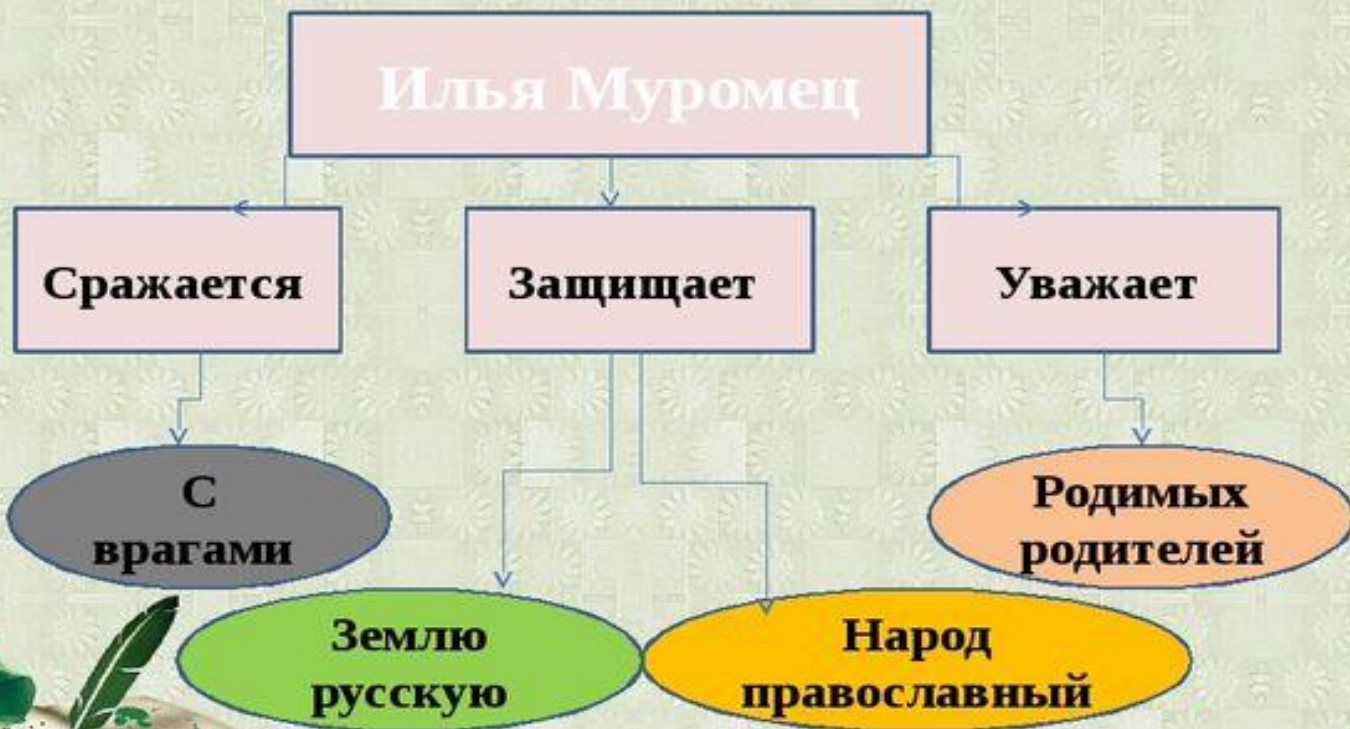 Илья Муромец
Сражается
Защищает
Уважает
С
врагами
Родимых
родителей
Землю
русскую
Народ
православный